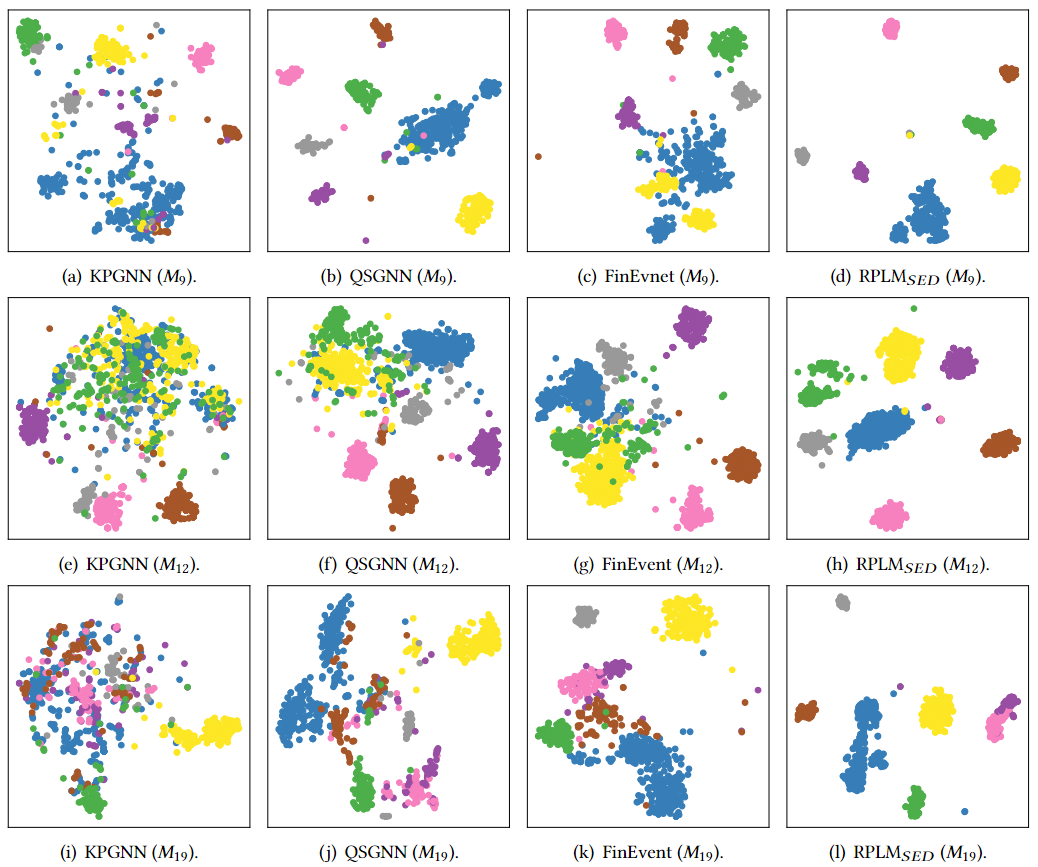 (a) KPGNN (M9).
(b) QSGNN (M9).
(c) FinEvnet (M9).
(d) RPLMSED (M9).
(e) KPGNN (M12).
(f) QSGNN (M12).
(g) FinEvent (M12).
(h) RPLMSED (M12).
(i) KPGNN (M19).
(j) QSGNN (M19).
(k) FinEvent (M19).
(l) RPLMSED (M19).